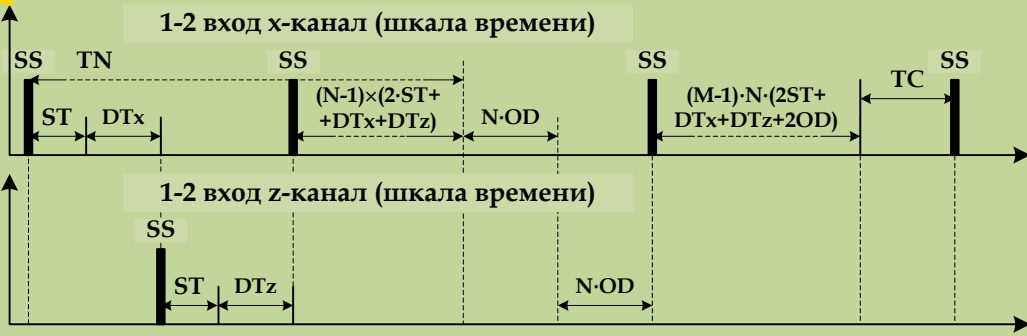 1-2 вход x-канал (шкала времени)
SS TN SS SS SS
ST DTx (N-1)×(2·ST+ +DTx+DTz) N·OD (M-1)·N·(2ST+ DTx+DTz+2OD) TC
1-2 вход z-канал (шкала времени)
SS
ST DTz N·OD